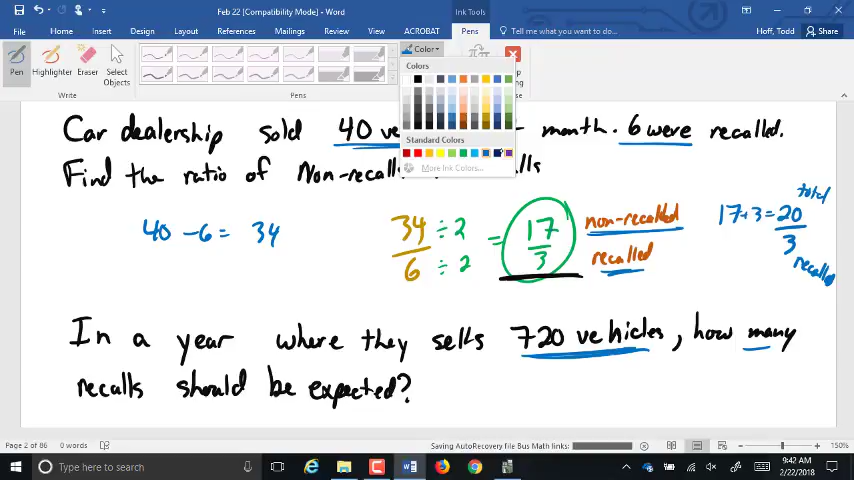 Feb 22 [Compatibility Mode] - Word
Ink Tools
Hoff, Todd
File Home Insert Design Layout References Mailings Review View ACROBAT Pens Tell me what you want to do... Share
Pen Highlighter Eraser Select Objects
Color
Write
Pens
Colors
Standard Colors
More Ink Colors...
Car dealership sold 40 month. 6 were recalled.
Find the ratio of Non-
40 - 6 = 34
34 ÷ 2
6 ÷ 2
= 17
3
non-recalled
recalled
17+3 = 20 total
3 recalled
In a year where they sells 720 vehicles, how many
recalls should be expected?
Page 2 of 86 0 words
Saving AutoRecovery file Bus Math links:
150%
Type here to search
9:42 AM
2/22/2018